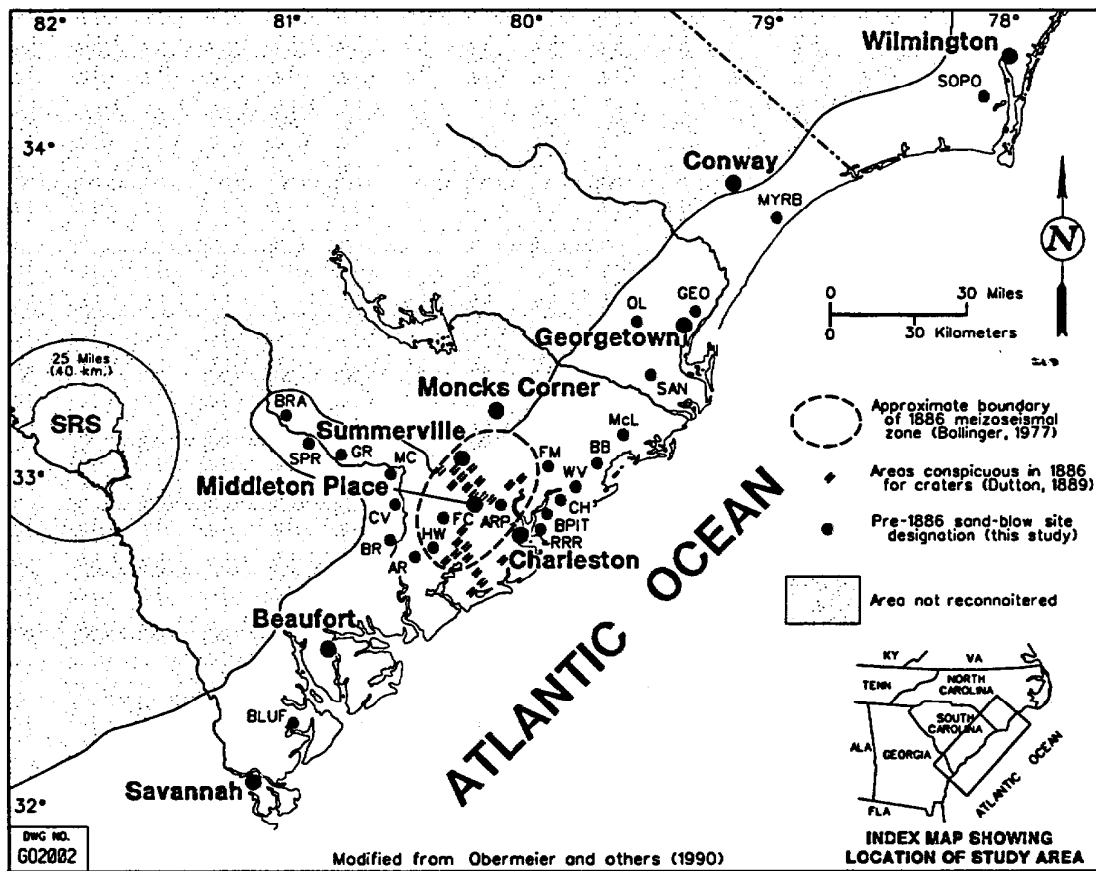 82°
81°
80°
79°
78°
Wilmington
SOPO
34°
Conway
MYRB
N
OL
GEO
0 30 Miles
0 30 Kilometers
Georgetown
25 Miles
(40 km.)
SRS
SAN
Moncks Corner
BRA
Summerville
McL
SPR
GR
MC
FM
BB
33°
WV
Middleton Place
CH
CV
FC
ARP
BPIT
HW
RRR
BR
Charleston
AR
Beaufort
BLUF
Savannah
32°
ATLANTIC OCEAN
Approximate boundary
of 1886 meizoseismal
zone (Bollinger, 1977)
Areas conspicuous in 1886
for craters (Dutton, 1889)
Pre-1886 sand-blow site
designation (this study)
Area not reconnoitered
KY
VA
TENN
NORTH
CAROLINA
SOUTH
CAROLINA
ALA
GEORGIA
FLA
ATLANTIC OCEAN
INDEX MAP SHOWING
LOCATION OF STUDY AREA
DWG NO.
G02002
Modified from Obermeier and others (1990)